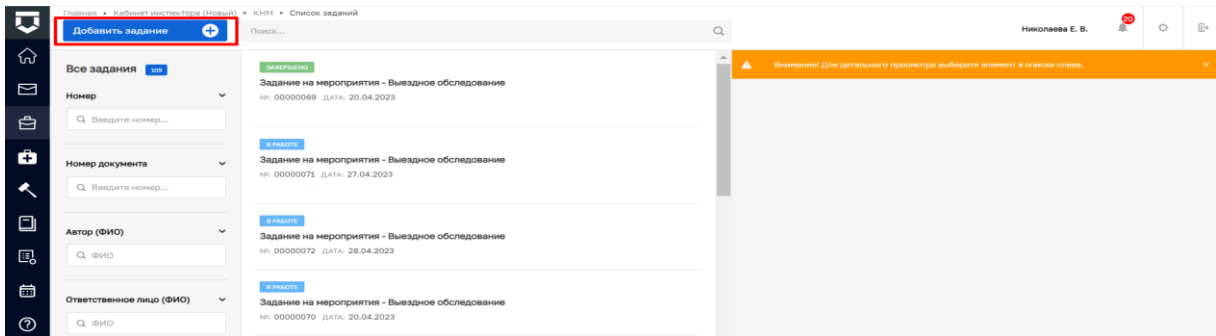 Главная ▸ Кабинет инспектора (Новый) ▸ КНМ ▸ Список заданий
Добавить задание
Поиск...
Николаева Е. В.
20
Все задания 109
Номер
Введите номер...
Номер документа
Введите номер...
Автор (ФИО)
ФИО
Ответственное лицо (ФИО)
ФИО
ЗАВЕРШЕНО
Задание на мероприятия - Выездное обследование
№: 00000069 ДАТА: 20.04.2023
В РАБОТЕ
Задание на мероприятия - Выездное обследование
№: 00000071 ДАТА: 27.04.2023
В РАБОТЕ
Задание на мероприятия - Выездное обследование
№: 00000072 ДАТА: 28.04.2023
В РАБОТЕ
Задание на мероприятия - Выездное обследование
№: 00000070 ДАТА: 20.04.2023
Внимание! Для детального просмотра выберите элемент в списке слева.